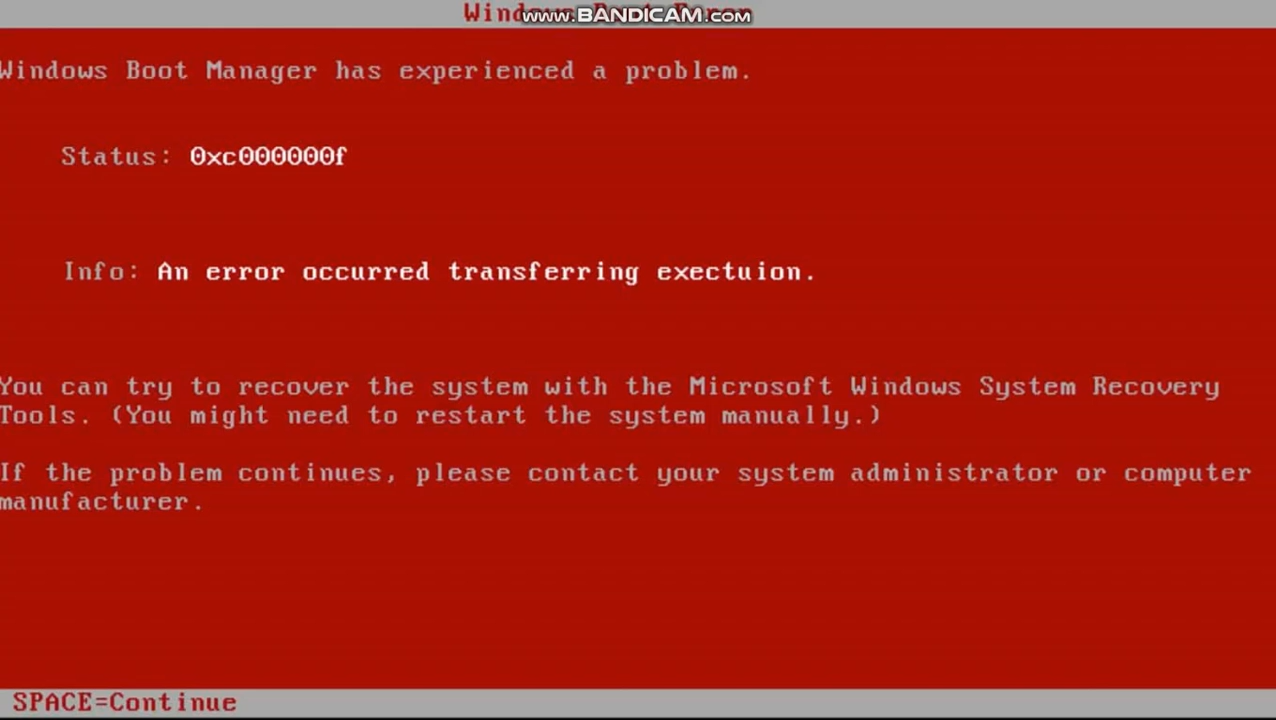 www.BANDICAM.com
Windows Boot Manager has experienced a problem.
Status: 0xc000000f
Info: An error occurred transferring exectuion.
You can try to recover the system with the Microsoft Windows System Recovery
Tools. (You might need to restart the system manually.)
If the problem continues, please contact your system administrator or computer
manufacturer.
SPACE=Continue